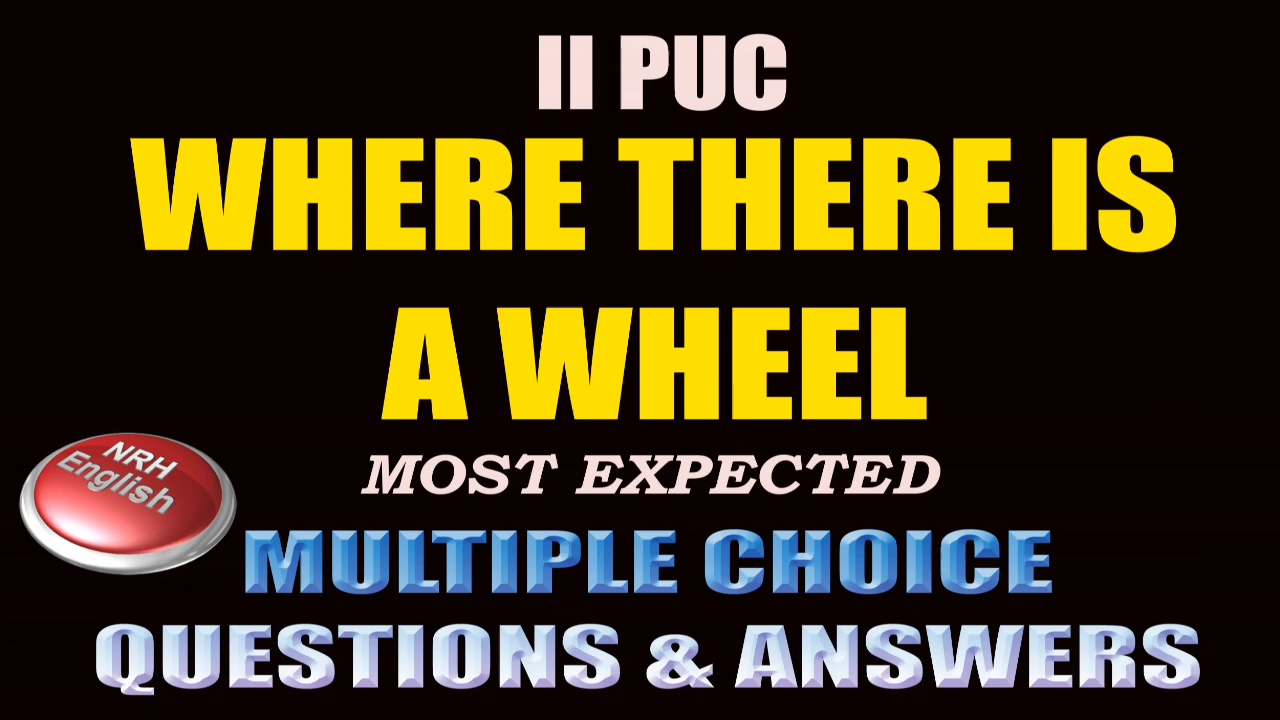 II PUC
WHERE THERE IS
A WHEEL
MOST EXPECTED
NRH
English
MULTIPLE CHOICE
QUESTIONS & ANSWERS